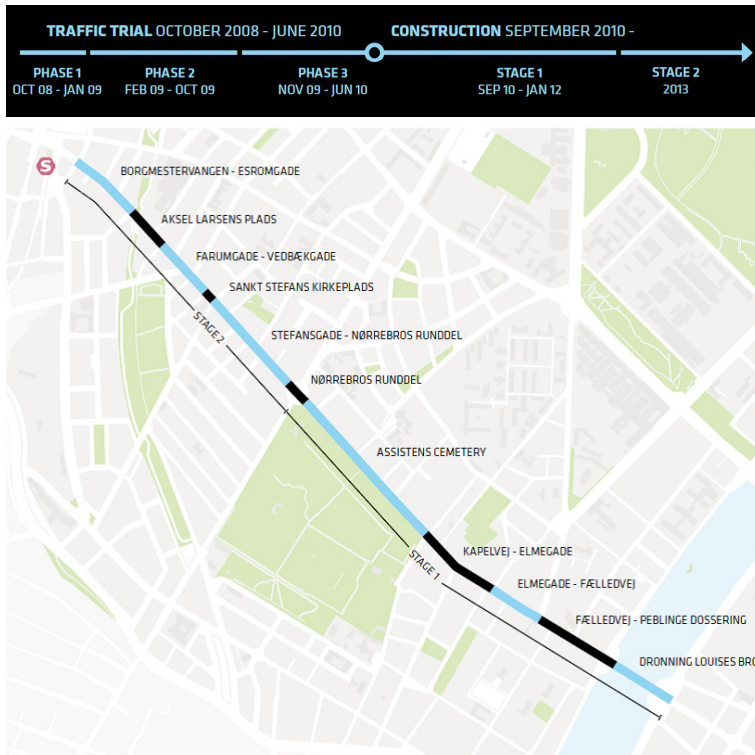 TRAFFIC TRIAL OCTOBER 2008 - JUNE 2010
CONSTRUCTION SEPTEMBER 2010 -
PHASE 1
OCT 08 - JAN 09
PHASE 2
FEB 09 - OCT 09
PHASE 3
NOV 09 - JUN 10
STAGE 1
SEP 10 - JAN 12
STAGE 2
2013
S
BORGMESTERVANGEN - ESROMGADE
AKSEL LARSENS PLADS
FARUMGADE - VEDBÆKGADE
SANKT STEFANS KIRKEPLADS
STAGE 2
STEFANSGADE - NØRREBROS RUNDDEL
NØRREBROS RUNDDEL
ASSISTENS CEMETERY
KAPELVEJ - ELMEGADE
STAGE 1
ELMEGADE - FÆLLEDVEJ
FÆLLEDVEJ - PEBLINGE DOSSERING
DRONNING LOUISES BRO